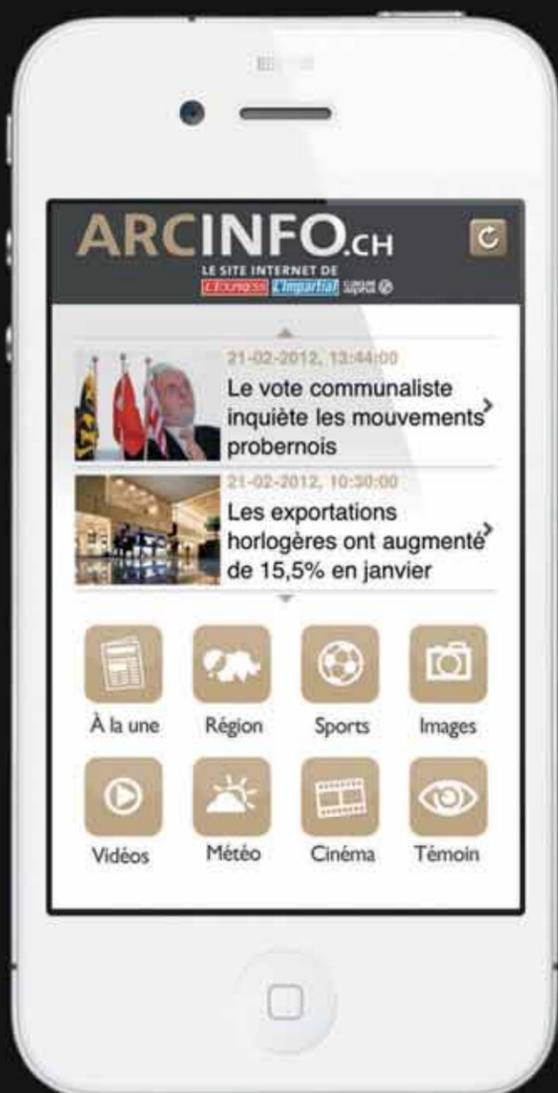 ARCINFO.CH
LE SITE INTERNET DE
L'EXPRESS L'Impartial
21-02-2012, 13:44:00
Le vote communaliste
inquiète les mouvements
probernois
21-02-2012, 10:30:00
Les exportations
horlogères ont augmenté
de 15,5% en janvier
À la une Région Sports Images
Vidéos Météo Cinéma Témoin